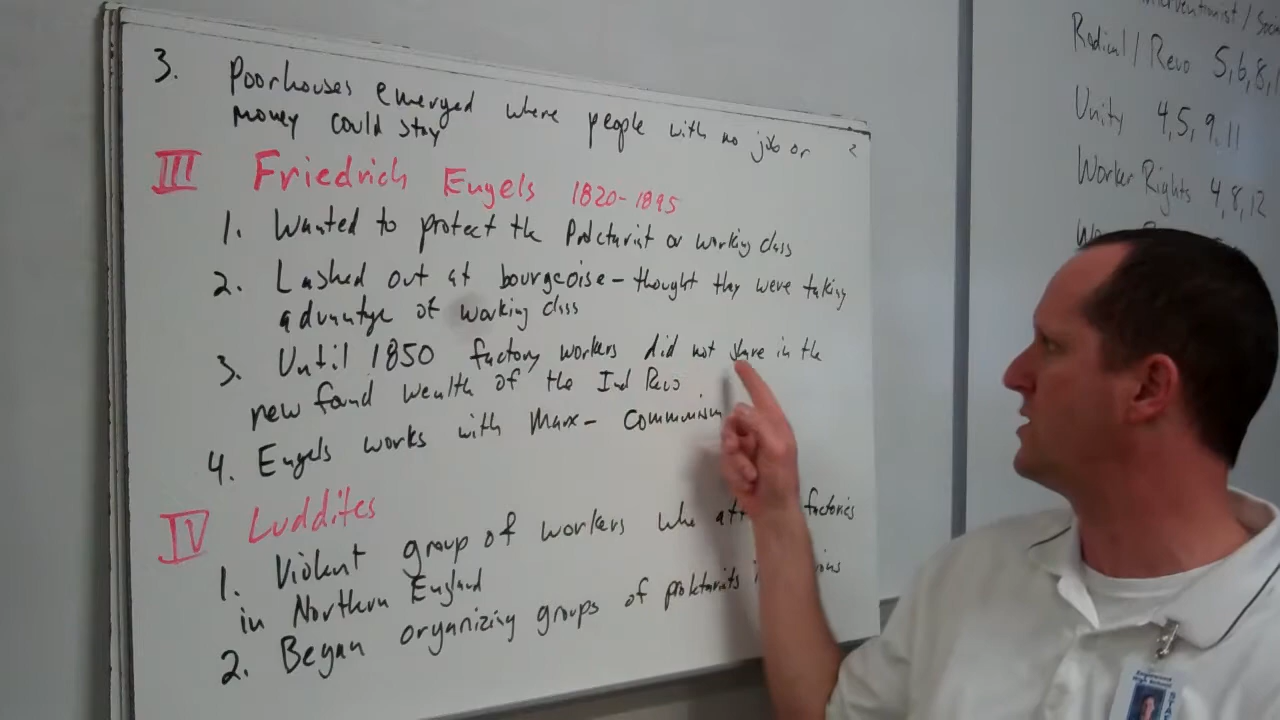 3. Poorhouses emerged where people with no job or
money could stay
2
III Friedrich Engels 1820-1895
1. Wanted to protect the Proletariat or working class
2. Lashed out at bourgeoise - thought they were taking
advantage of working class
3. Until 1850 factory workers did not share in the
new found wealth of the Ind Revo
4. Engels works with Marx - Communism
IV Luddites
1. Violent group of workers who factories
in Northern England
2. Began organizing groups of proletariats
Radical / Revo 5,6,8,1
Unity 4,5,9,11
Worker Rights 4,8,12